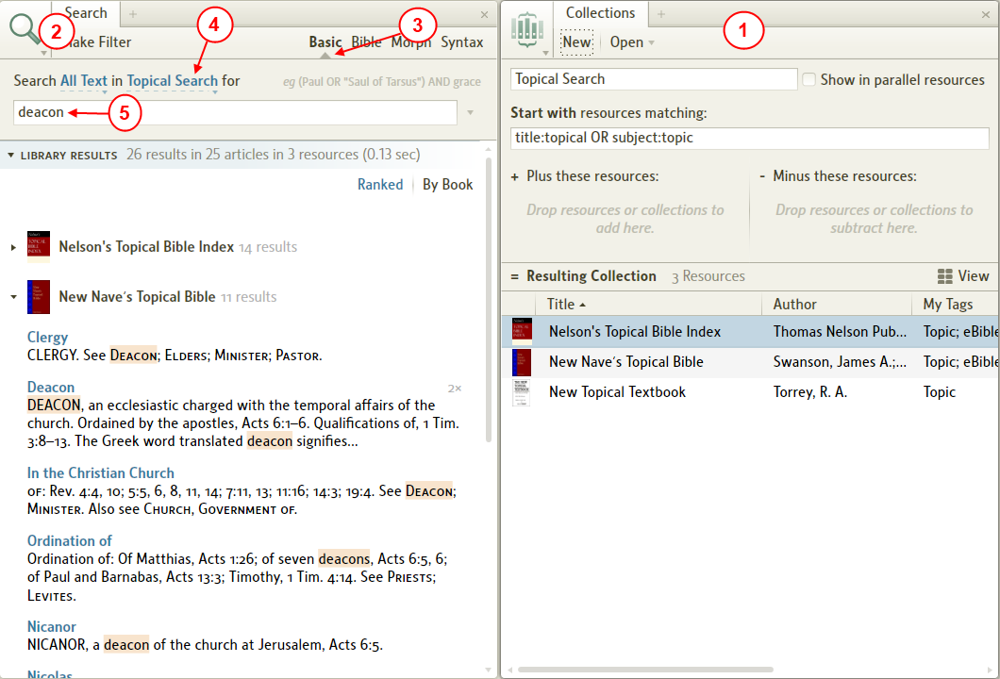 Search
2
Make Filter
3
Basic Bible Morph Syntax
4
Search All Text in Topical Search for
eg (Paul OR "Saul of Tarsus") AND grace
deacon
5
LIBRARY RESULTS 26 results in 25 articles in 3 resources (0.13 sec)
Ranked By Book
Nelson's Topical Bible Index 14 results
New Nave's Topical Bible 11 results
Clergy
CLERGY. See DEACON; ELDERS; MINISTER; PASTOR.
Deacon 2×
DEACON, an ecclesiastic charged with the temporal affairs of the
church. Ordained by the apostles, Acts 6:1–6. Qualifications of, 1 Tim.
3:8–13. The Greek word translated deacon signifies...
In the Christian Church
OF: Rev. 4:4, 10; 5:5, 6, 8, 11, 14; 7:11, 13; 11:16; 14:3; 19:4. See DEACON;
MINISTER. Also see CHURCH, GOVERNMENT OF.
Ordination of
Ordination of: Of Matthias, Acts 1:26; of seven deacons, Acts 6:5, 6;
of Paul and Barnabas, Acts 13:3; Timothy, 1 Tim. 4:14. See PRIESTS;
LEVITES.
Nicanor
NICANOR, a deacon of the church at Jerusalem, Acts 6:5.
Nicolas
Collections
1
New Open
Topical Search
Show in parallel resources
Start with resources matching:
title:topical OR subject:topic
+ Plus these resources:
Drop resources or collections to
add here.
- Minus these resources:
Drop resources or collections to
subtract here.
= Resulting Collection 3 Resources View
Title Author My Tags
Nelson's Topical Bible Index Thomas Nelson Pub... Topic; eBible
New Nave's Topical Bible Swanson, James A.;... Topic; eBible
New Topical Textbook Torrey, R. A. Topic